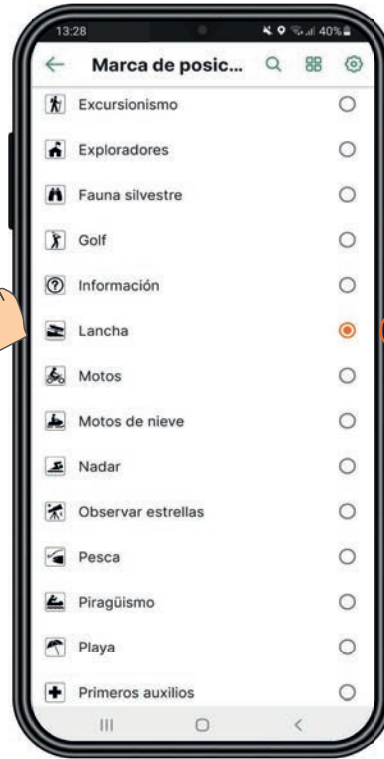 13:28 40%
Marca de posic...
Excursionismo
Exploradores
Fauna silvestre
Golf
Información
Lancha
Motos
Motos de nieve
Nadar
Observar estrellas
Pesca
Piragüismo
Playa
Primeros auxilios